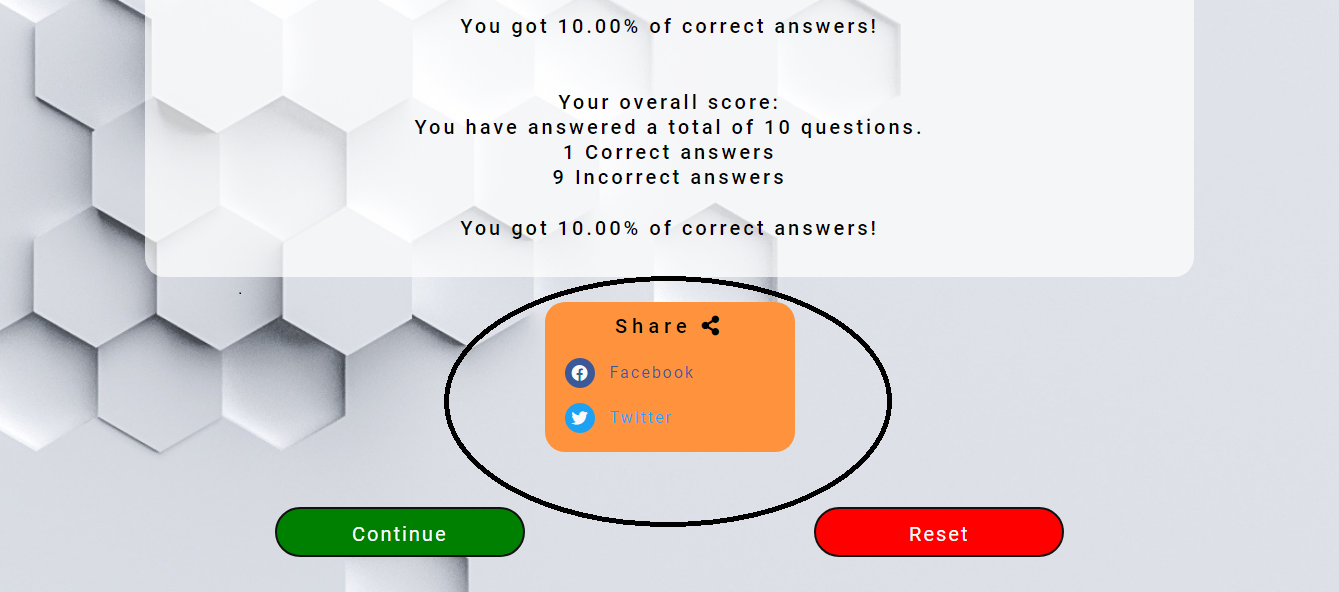 You got 10.00% of correct answers!
Your overall score:
You have answered a total of 10 questions.
1 Correct answers
9 Incorrect answers
You got 10.00% of correct answers!
Share
Facebook
Twitter
Continue
Reset